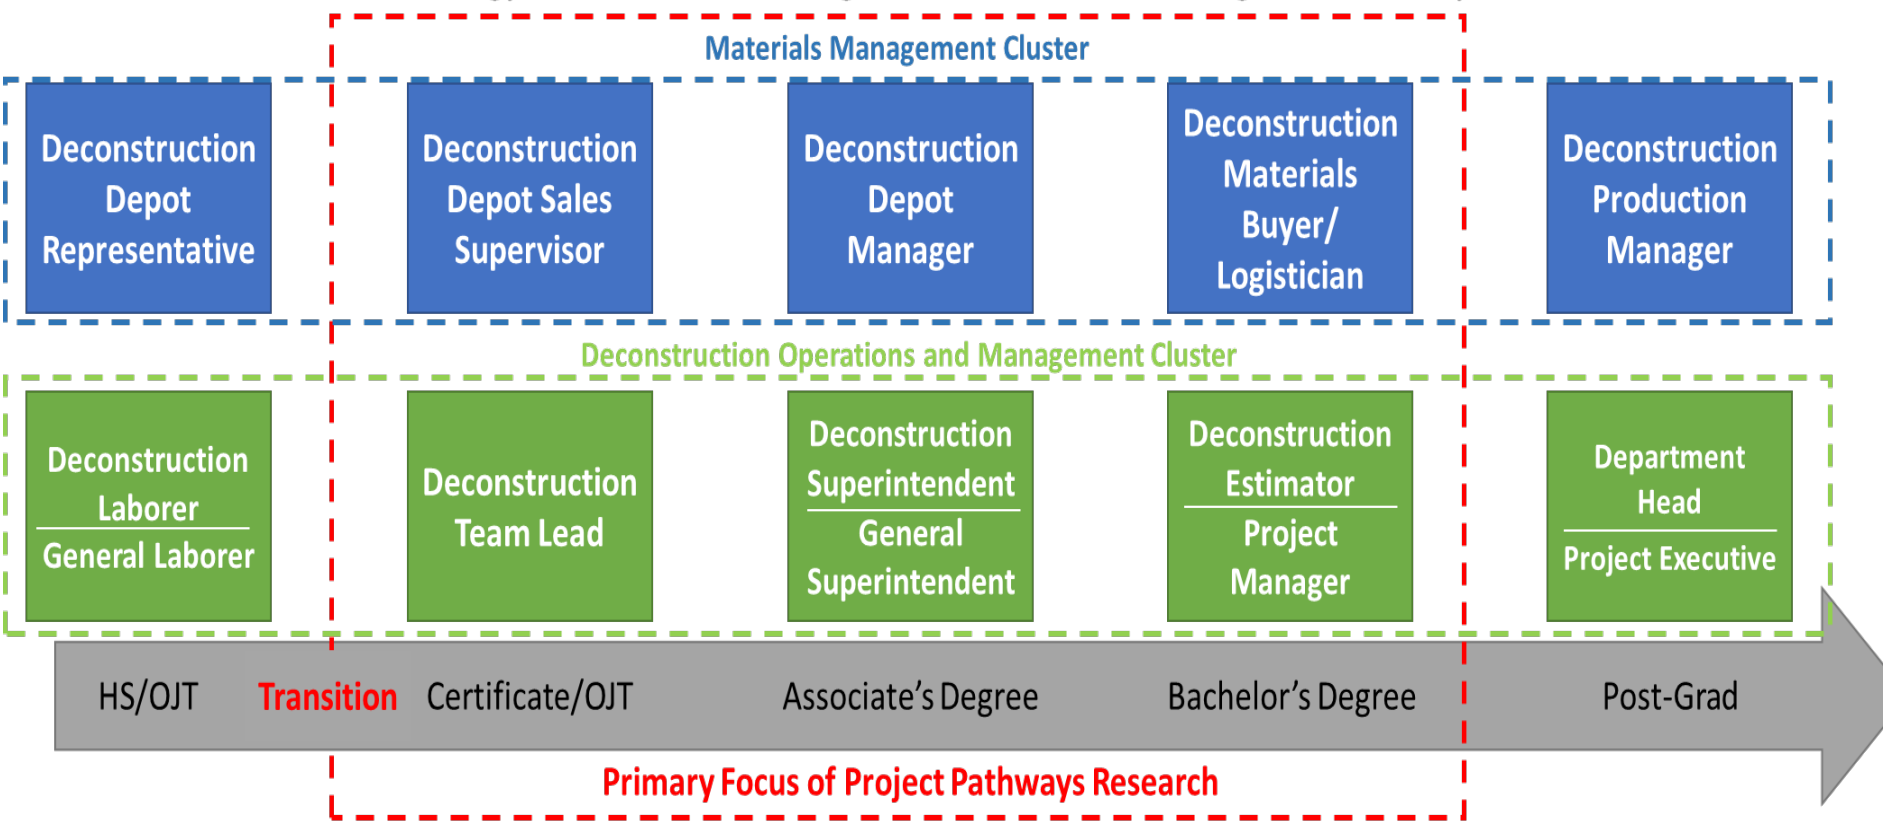 Materials Management Cluster
Deconstruction
Depot
Representative
Deconstruction
Depot Sales
Supervisor
Deconstruction
Depot
Manager
Deconstruction
Materials
Buyer/
Logistician
Deconstruction
Production
Manager
Deconstruction Operations and Management Cluster
Deconstruction
Laborer
General Laborer
Deconstruction
Team Lead
Deconstruction
Superintendent
General
Superintendent
Deconstruction
Estimator
Project
Manager
Department
Head
Project Executive
HS/OJT
Transition
Certificate/OJT
Associate’s Degree
Bachelor’s Degree
Post-Grad
Primary Focus of Project Pathways Research